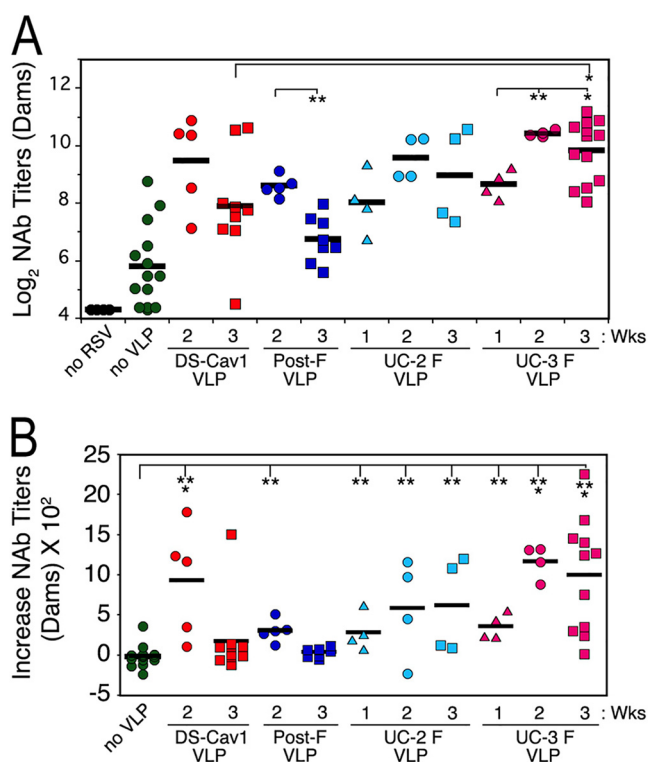 A
Log2 NAb Titers (Dams)
12
10
8
6
4
*
** ** *
no RSV no VLP 2 3 2 3 1 2 3 1 2 3 : Wks
DS-Cav1 Post-F UC-2 F UC-3 F
VLP VLP VLP VLP
B
Increase NAb Titers
(Dams) X 10²
25
20
15
10
5
0
-5
** ** ** ** ** ** ** **
* * *
no VLP 2 3 2 3 1 2 3 1 2 3 : Wks
DS-Cav1 Post-F UC-2 F UC-3 F
VLP VLP VLP VLP